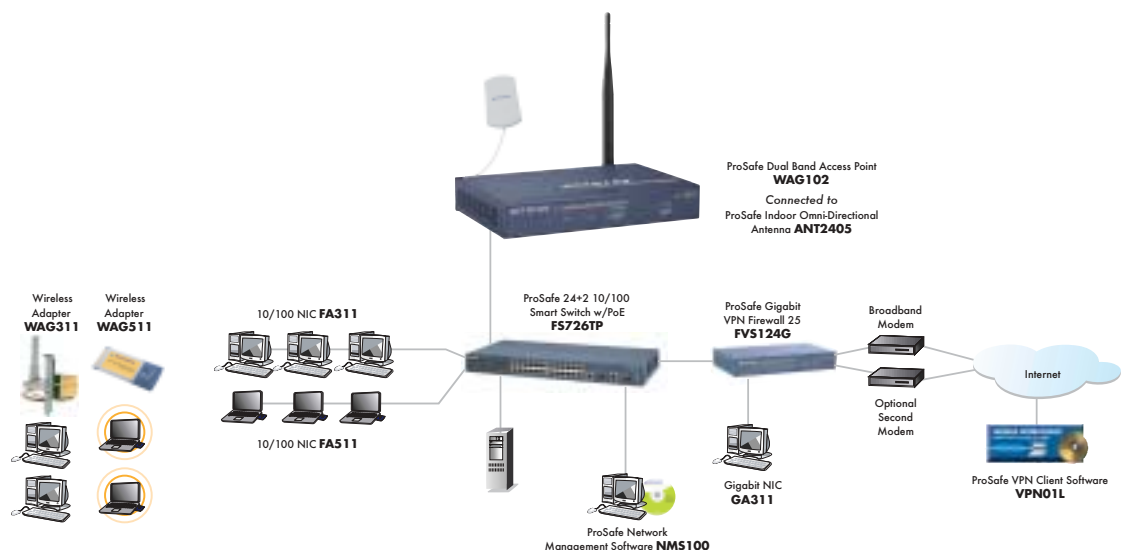 ProSafe Dual Band Access Point
WAG102
Connected to
ProSafe Indoor Omni-Directional
Antenna ANT2405
Wireless
Adapter
WAG311
Wireless
Adapter
WAG511
10/100 NIC FA311
10/100 NIC FA511
ProSafe 24+2 10/100
Smart Switch w/PoE
FS726TP
ProSafe Gigabit
VPN Firewall 25
FVS124G
Broadband
Modem
Optional
Second
Modem
Internet
Gigabit NIC
GA311
ProSafe VPN Client Software
VPN01L
ProSafe Network
Management Software NMS100